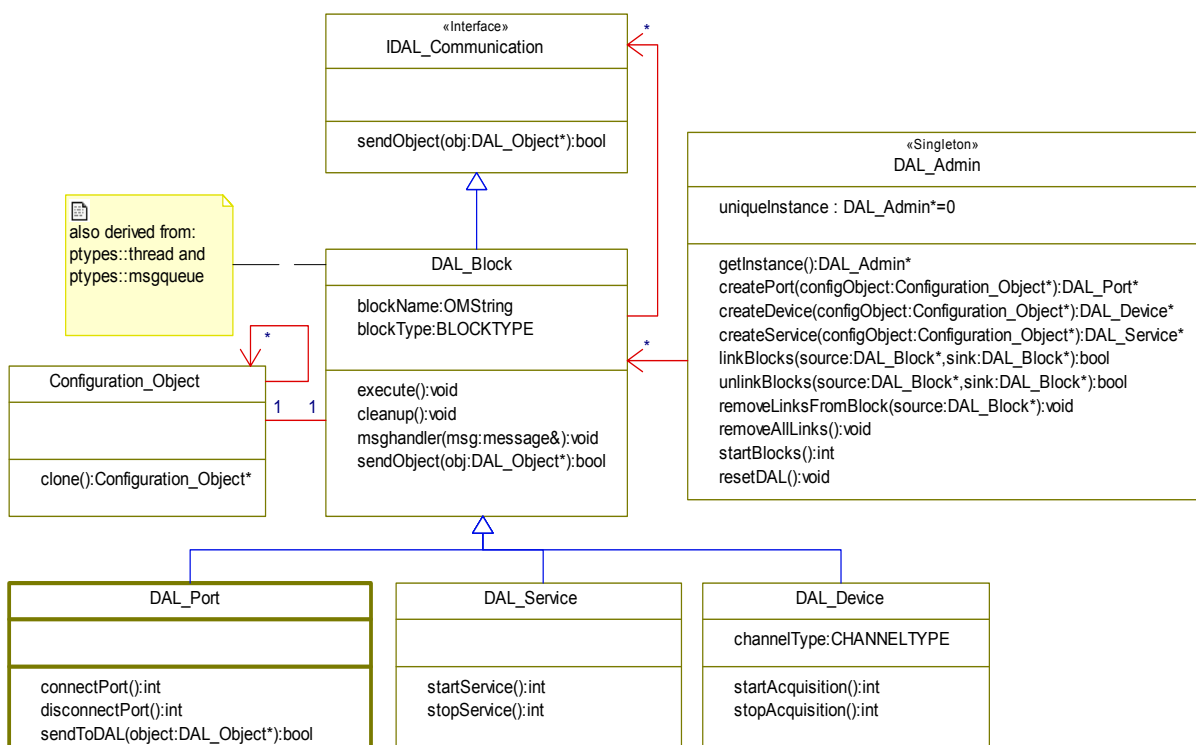 «Interface»
IDAL_Communication
sendObject(obj:DAL_Object*):bool
*
«Singleton»
DAL_Admin
uniqueInstance : DAL_Admin*=0
getInstance():DAL_Admin*
createPort(configObject:Configuration_Object*):DAL_Port*
createDevice(configObject:Configuration_Object*):DAL_Device*
createService(configObject:Configuration_Object*):DAL_Service*
linkBlocks(source:DAL_Block*,sink:DAL_Block*):bool
unlinkBlocks(source:DAL_Block*,sink:DAL_Block*):bool
removeLinksFromBlock(source:DAL_Block*):void
removeAllLinks():void
startBlocks():int
resetDAL():void
also derived from:
ptypes::thread and
ptypes::msgqueue
DAL_Block
blockName:OMString
blockType:BLOCKTYPE
execute():void
cleanup():void
msghandler(msg:message&):void
sendObject(obj:DAL_Object*):bool
*
*
Configuration_Object
clone():Configuration_Object*
1 1
DAL_Port
connectPort():int
disconnectPort():int
sendToDAL(object:DAL_Object*):bool
DAL_Service
startService():int
stopService():int
DAL_Device
channelType:CHANNELTYPE
startAcquisition():int
stopAcquisition():int